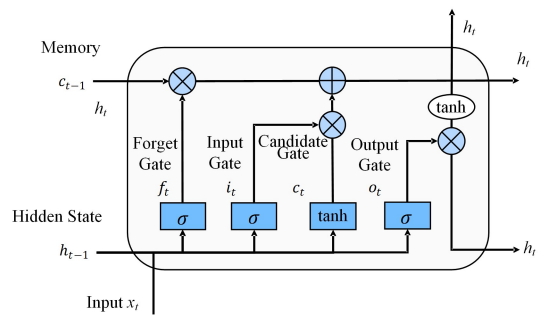 h_t
Memory
h_t
c_{t-1}
h_t
tanh
Forget
Gate
Input
Gate
Candidate
Gate
Output
Gate
f_t
i_t
c_t
o_t
Hidden State
σ
σ
tanh
σ
h_{t-1}
h_t
Input x_t